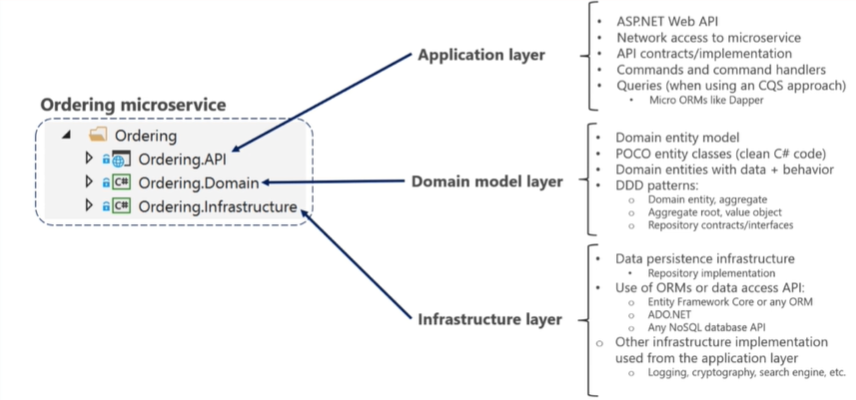 Ordering microservice
Ordering
Ordering.API
C# Ordering.Domain
C# Ordering.Infrastructure
Application layer
• ASP.NET Web API
• Network access to microservice
• API contracts/implementation
• Commands and command handlers
• Queries (when using an CQS approach)
• Micro ORMs like Dapper
Domain model layer
• Domain entity model
• POCO entity classes (clean C# code)
• Domain entities with data + behavior
• DDD patterns:
o Domain entity, aggregate
o Aggregate root, value object
o Repository contracts/interfaces
Infrastructure layer
• Data persistence infrastructure
• Repository implementation
• Use of ORMs or data access API:
o Entity Framework Core or any ORM
o ADO.NET
o Any NoSQL database API
o Other infrastructure implementation
used from the application layer
o Logging, cryptography, search engine, etc.